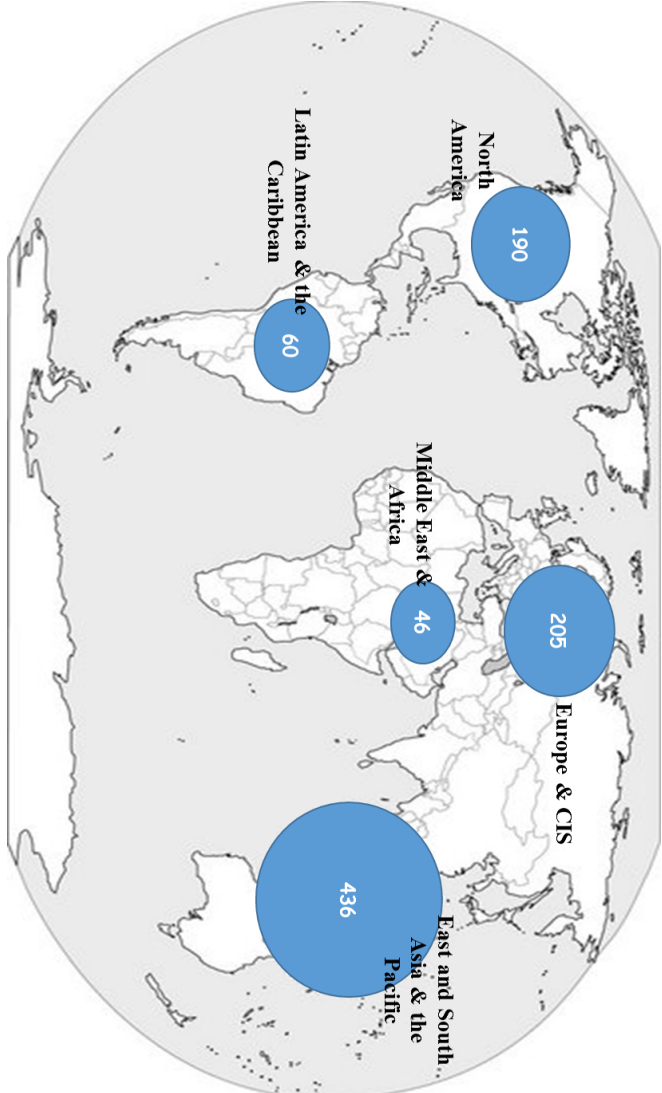 North
America
190
Latin America & the
Caribbean
60
Middle East &
Africa
46
205
Europe & CIS
436
East and South
Asia & the
Pacific